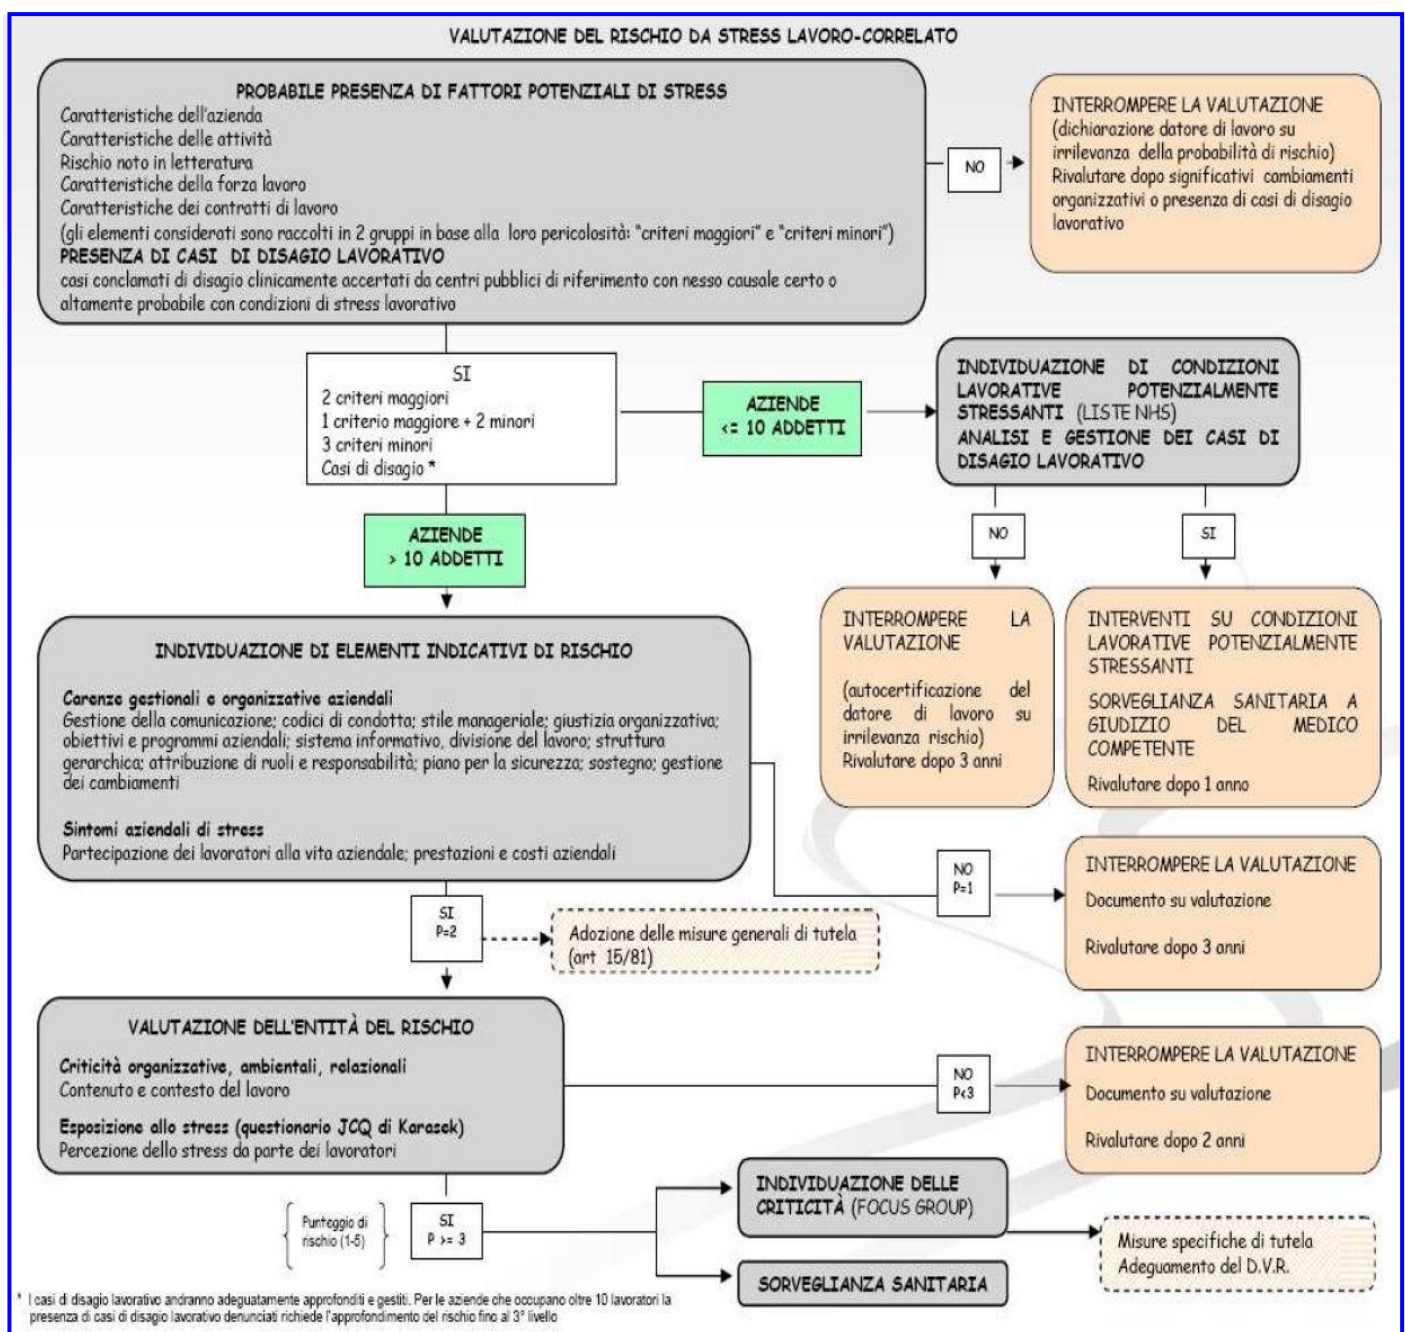 VALUTAZIONE DEL RISCHIO DA STRESS LAVORO-CORRELATO
PROBABILE PRESENZA DI FATTORI POTENZIALI DI STRESS
Caratteristiche dell'azienda
Caratteristiche delle attività
Rischio noto in letteratura
Caratteristiche della forza lavoro
Caratteristiche dei contratti di lavoro
(gli elementi considerati sono raccolti in 2 gruppi in base alla loro pericolosità: "criteri maggiori" e "criteri minori")
PRESENZA DI CASI DI DISAGIO LAVORATIVO
casi conclamati di disagio clinicamente accertati da centri pubblici di riferimento con nesso causale certo o
altamente probabile con condizioni di stress lavorativo
NO
INTERROMPERE LA VALUTAZIONE
(dichiarazione datore di lavoro su
irrilevanza della probabilità di rischio)
Rivalutare dopo significativi cambiamenti
organizzativi o presenza di casi di disagio
lavorativo
SI
2 criteri maggiori
1 criterio maggiore + 2 minori
3 criteri minori
Casi di disagio *
AZIENDE
<= 10 ADDETTI
INDIVIDUAZIONE DI CONDIZIONI
LAVORATIVE POTENZIALMENTE
STRESSANTI (LISTE NHS)
ANALISI E GESTIONE DEI CASI DI
DISAGIO LAVORATIVO
AZIENDE
> 10 ADDETTI
NO
SI
INTERROMPERE LA
VALUTAZIONE
(autocertificazione del
datore di lavoro su
irrilevanza rischio)
Rivalutare dopo 3 anni
INTERVENTI SU CONDIZIONI
LAVORATIVE POTENZIALMENTE
STRESSANTI
SORVEGLIANZA SANITARIA A
GIUDIZIO DEL MEDICO
COMPETENTE
Rivalutare dopo 1 anno
INDIVIDUAZIONE DI ELEMENTI INDICATIVI DI RISCHIO
Carenze gestionali e organizzative aziendali
Gestione della comunicazione; codici di condotta; stile manageriale; giustizia organizzativa;
obiettivi e programmi aziendali; sistema informativo, divisione del lavoro; struttura
gerarchica; attribuzione di ruoli e responsabilità; piano per la sicurezza; sostegno; gestione
dei cambiamenti
Sintomi aziendali di stress
Partecipazione dei lavoratori alla vita aziendale; prestazioni e costi aziendali
NO
P=1
INTERROMPERE LA VALUTAZIONE
Documento su valutazione
Rivalutare dopo 3 anni
SI
P=2
Adozione delle misure generali di tutela
(art 15/81)
VALUTAZIONE DELL'ENTITÀ DEL RISCHIO
Criticità organizzative, ambientali, relazionali
Contenuto e contesto del lavoro
Esposizione allo stress (questionario JCQ di Karasek)
Percezione dello stress da parte dei lavoratori
NO
P<3
INTERROMPERE LA VALUTAZIONE
Documento su valutazione
Rivalutare dopo 2 anni
Punteggio di
rischio (1-5)
SI
P >= 3
INDIVIDUAZIONE DELLE
CRITICITÀ (FOCUS GROUP)
SORVEGLIANZA SANITARIA
Misure specifiche di tutela
Adeguamento del D.V.R.
* I casi di disagio lavorativo andranno adeguatamente approfonditi e gestiti. Per le aziende che occupano oltre 10 lavoratori la
presenza di casi di disagio lavorativo denunciati richiede l'approfondimento del rischio fino al 3° livello